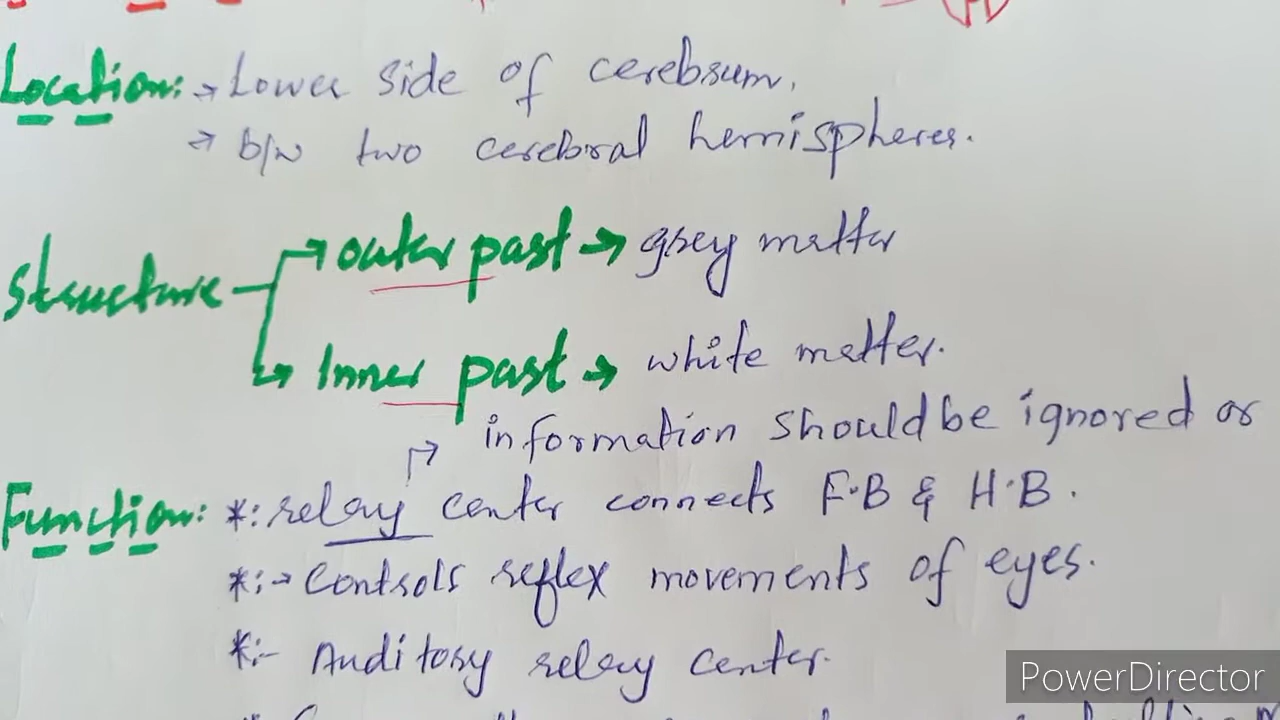 Location: → Lower side of cerebrum.
→ b/w two cerebral hemispheres.
Structure → outer part → grey matter
→ Inner part → white matter.
→ information should be ignored or
Function: *: relay center connects F.B & H.B.
*:→ Controls reflex movements of eyes.
*:- Auditory relay center.
PowerDirector